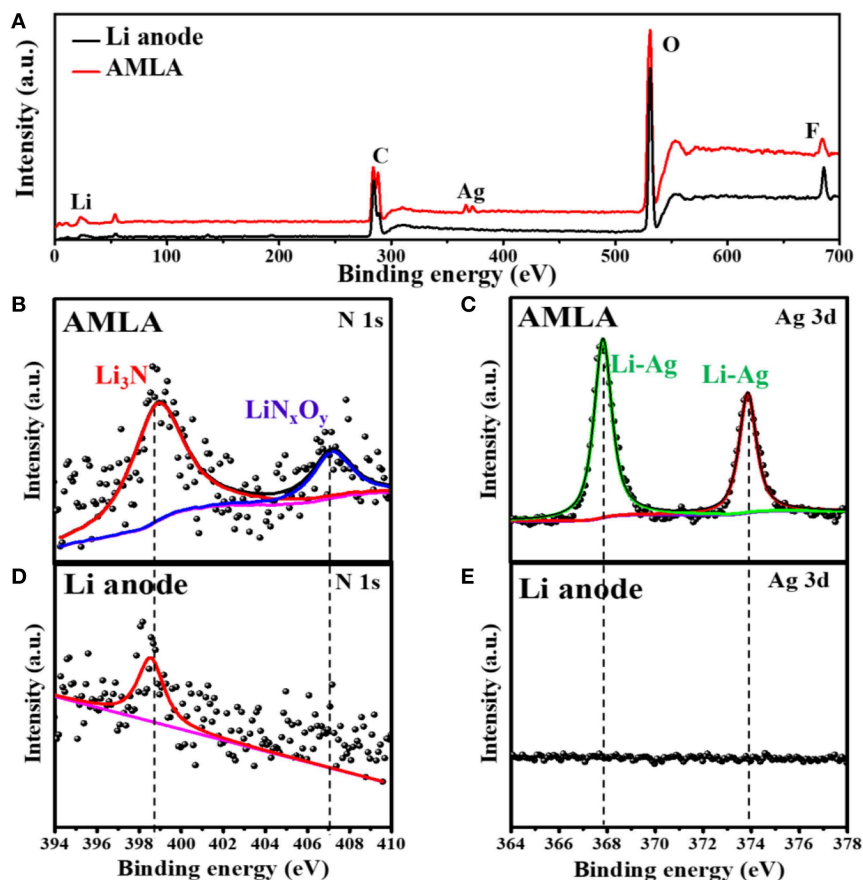 A
Intensity (a.u.)
Li anode
AMLA
Li
C
Ag
O
F
0 100 200 300 400 500 600 700
Binding energy (eV)
B
AMLA
N 1s
Li₃N
LiNₓOᵧ
Intensity (a.u.)
C
AMLA
Ag 3d
Li-Ag
Li-Ag
Intensity (a.u.)
D
Li anode
N 1s
Intensity (a.u.)
394 396 398 400 402 404 406 408 410
Binding energy (eV)
E
Li anode
Ag 3d
Intensity (a.u.)
364 366 368 370 372 374 376 378
Binding energy (eV)